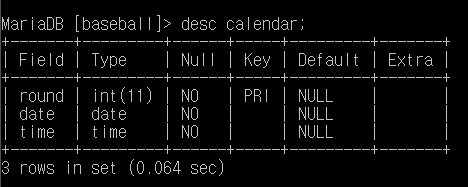 MariaDB [baseball]> desc calendar;
+-------+---------+------+-----+---------+-------+
| Field | Type    | Null | Key | Default | Extra |
+-------+---------+------+-----+---------+-------+
| round | int(11) | NO   | PRI | NULL    |       |
| date  | date    | NO   |     | NULL    |       |
| time  | time    | NO   |     | NULL    |       |
+-------+---------+------+-----+---------+-------+
3 rows in set (0.064 sec)